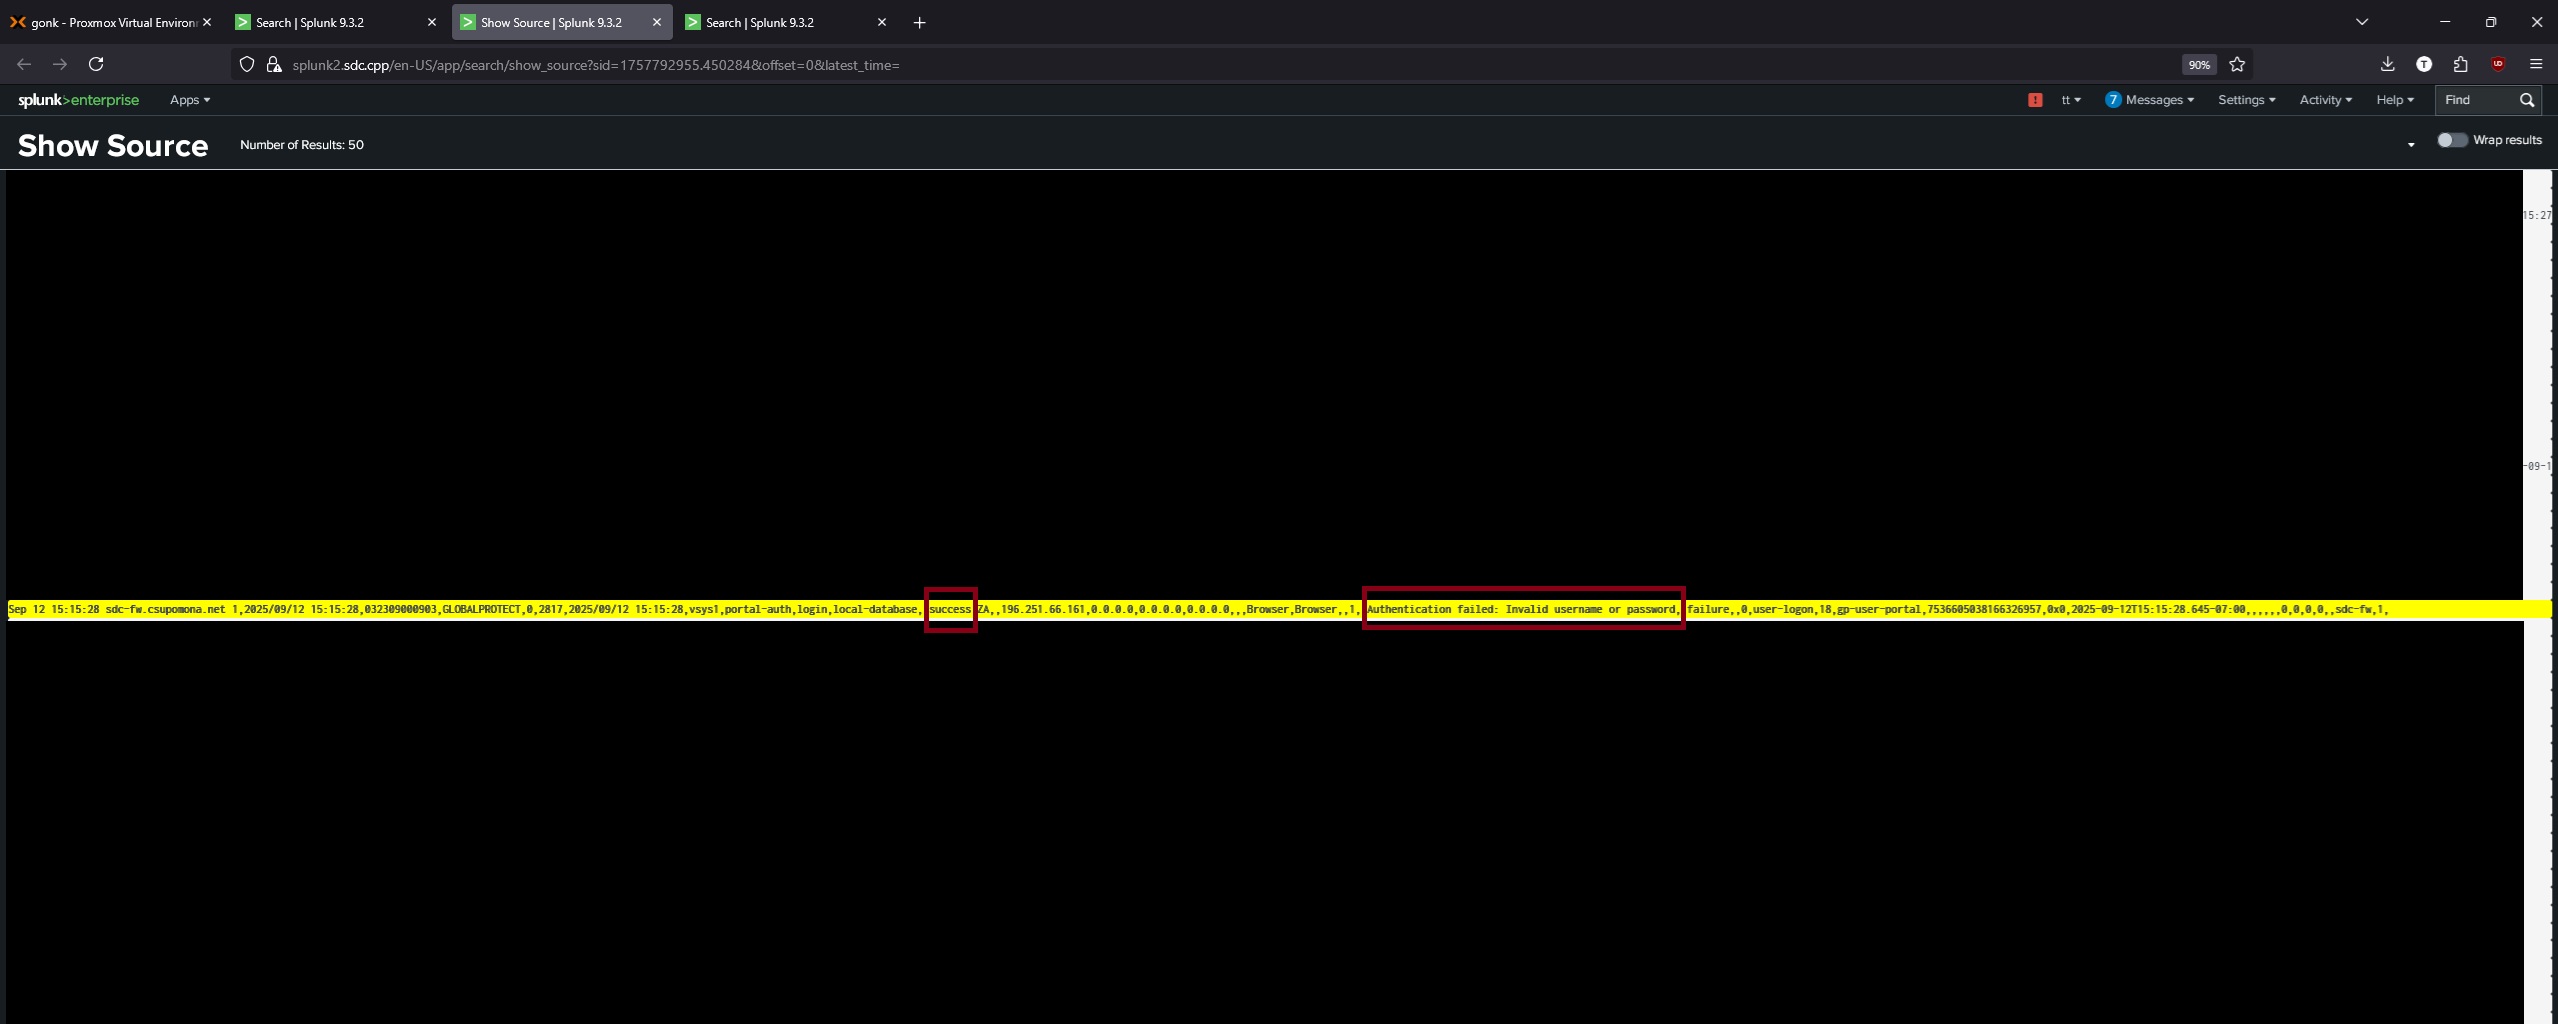 gonk - Proxmox Virtual Environ
Search | Splunk 9.3.2
Show Source | Splunk 9.3.2
Search | Splunk 9.3.2
splunk2.sdc.cpp/en-US/app/search/show_source?sid=1757792955.450284&offset=0&latest_time=
90%
T
splunk>enterprise
Apps
! tt
7 Messages
Settings
Activity
Help
Find
Show Source
Number of Results: 50
Wrap results
15:27
-09-1
Sep 12 15:15:28 sdc-fw.csupomona.net 1,2025/09/12 15:15:28,032309000903,GLOBALPROTECT,0,2817,2025/09/12 15:15:28,vsys1,portal-auth,login,local-database,,success,ZA,,196.251.66.161,0.0.0.0,0.0.0.0,0.0.0.0,,,Browser,Browser,,1,,Authentication failed: Invalid username or password,,failure,,0,user-logon,18,gp-user-portal,7536605038166326957,0x0,2025-09-12T15:15:28.645-07:00,,,,,,0,0,0,0,,sdc-fw,1,